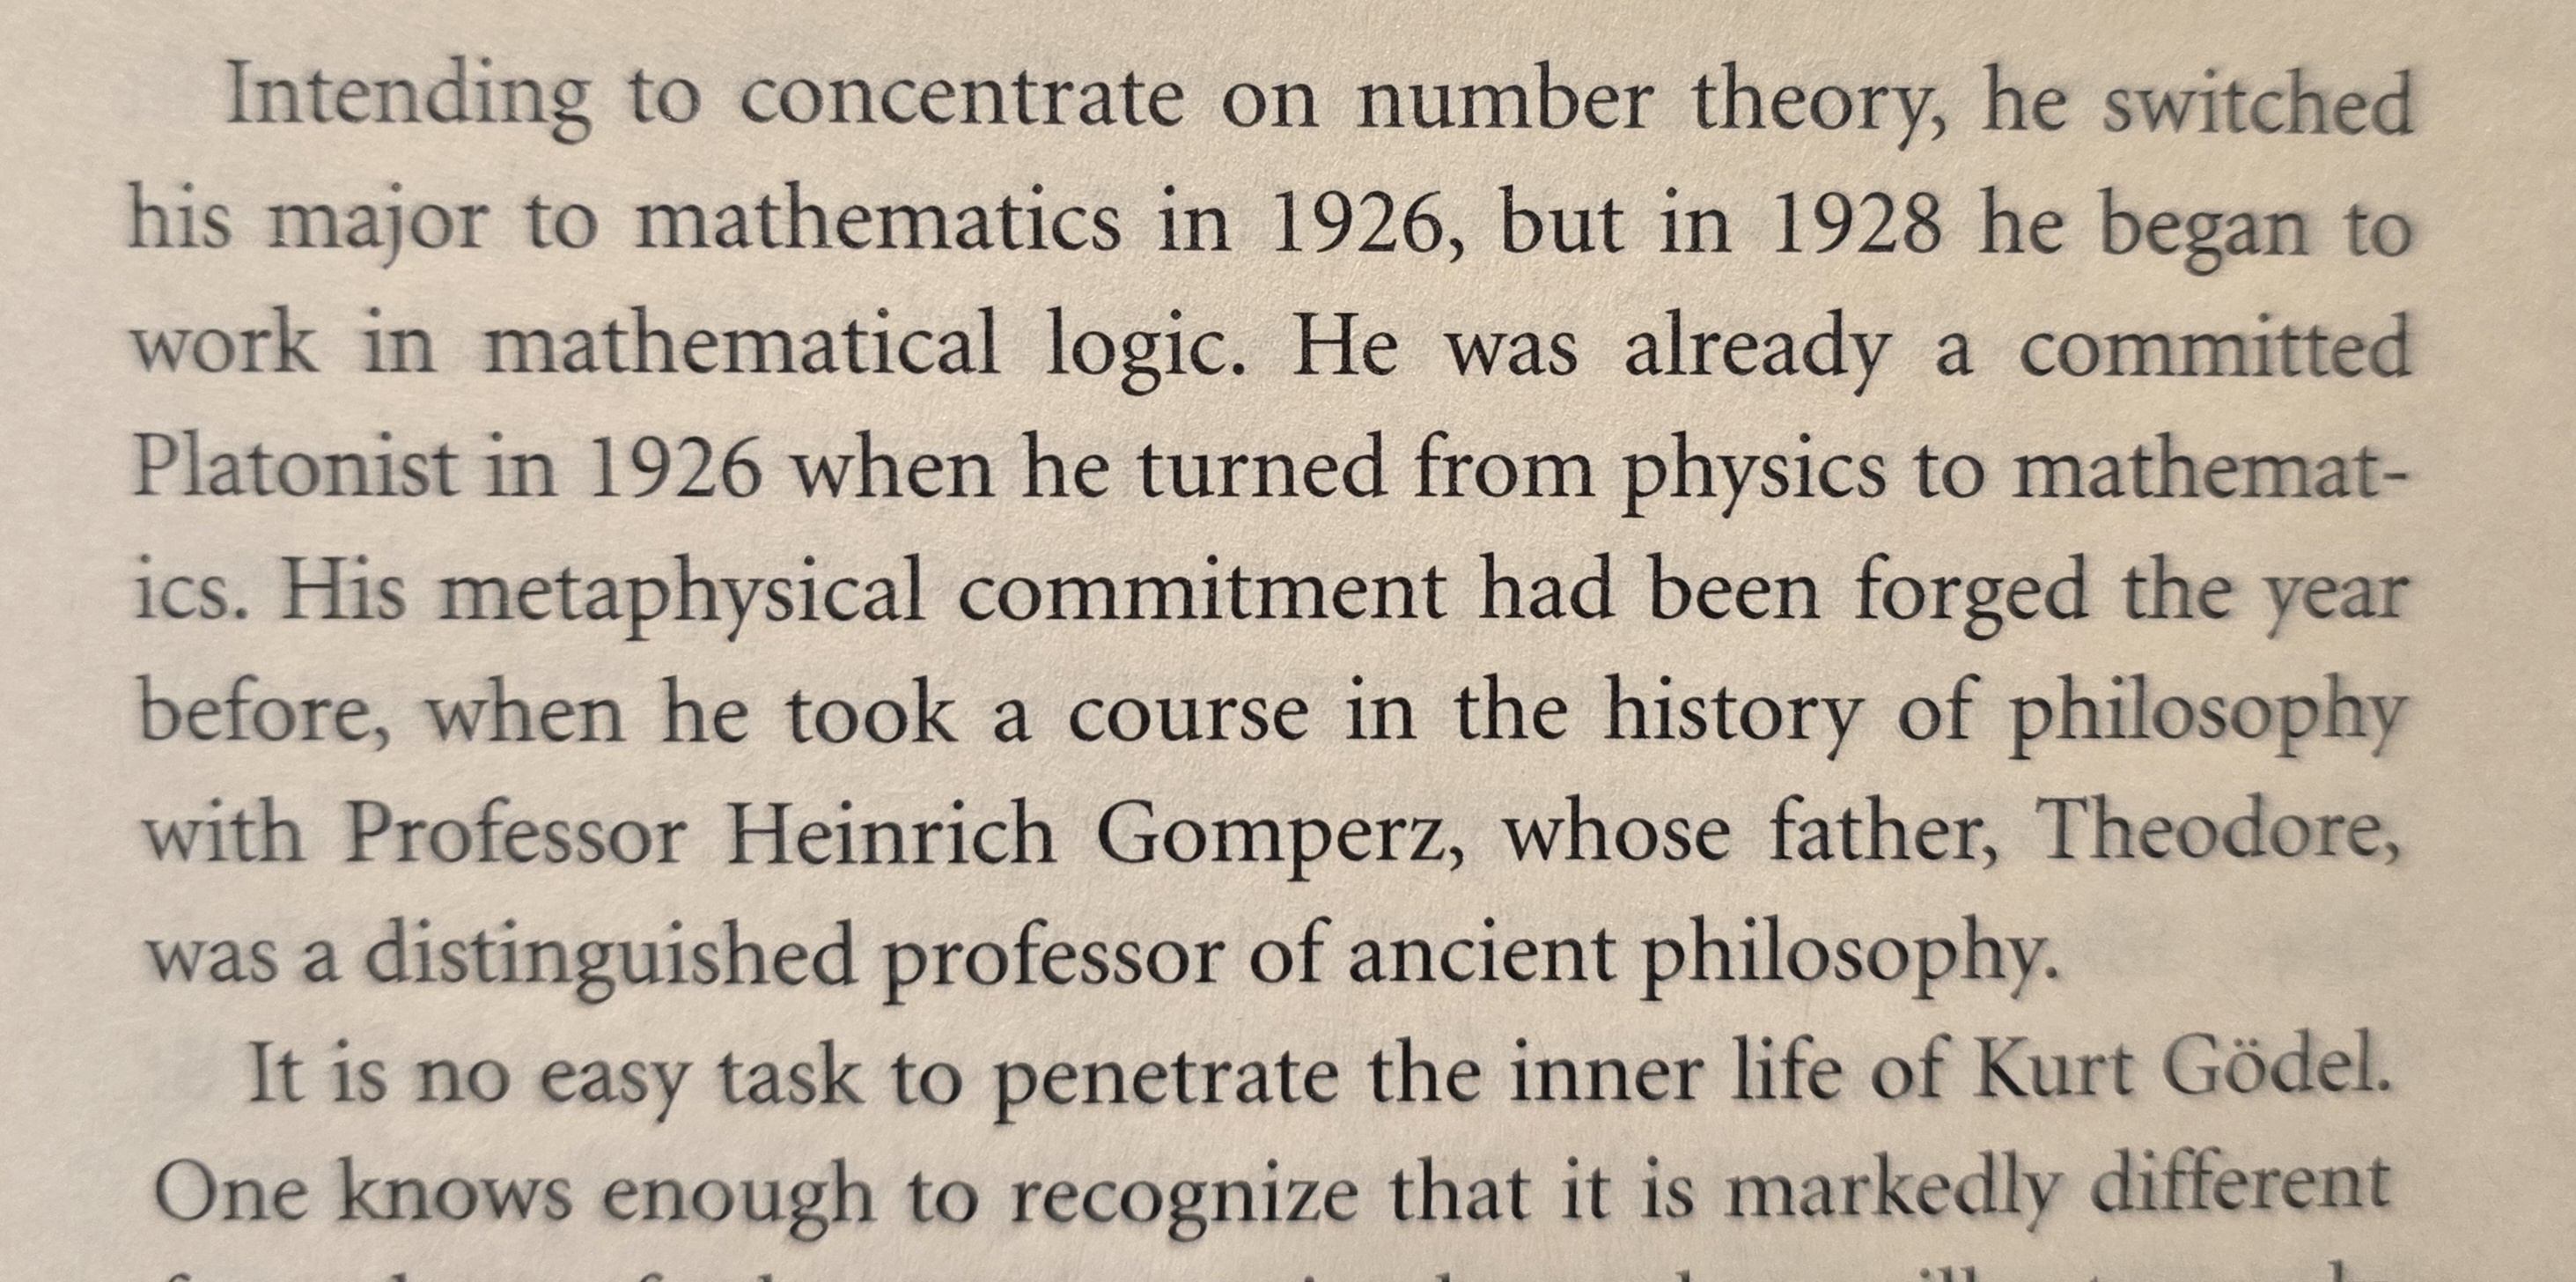 Intending to concentrate on number theory, he switched
his major to mathematics in 1926, but in 1928 he began to
work in mathematical logic. He was already a committed
Platonist in 1926 when he turned from physics to mathemat-
ics. His metaphysical commitment had been forged the year
before, when he took a course in the history of philosophy
with Professor Heinrich Gomperz, whose father, Theodore,
was a distinguished professor of ancient philosophy.
It is no easy task to penetrate the inner life of Kurt Gödel.
One knows enough to recognize that it is markedly different